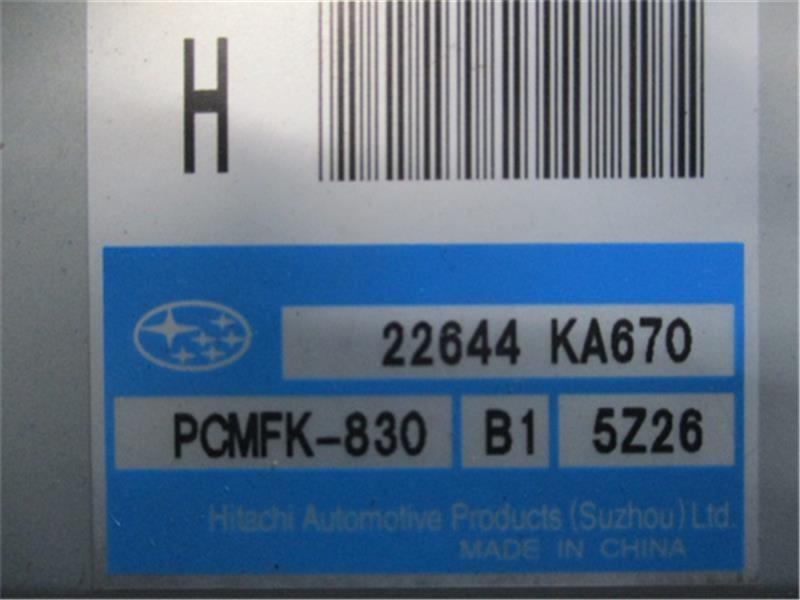 H
22644 KA670
PCMFK-830 B1 5Z26
Hitachi Automotive Products (Suzhou) Ltd.
MADE IN CHINA